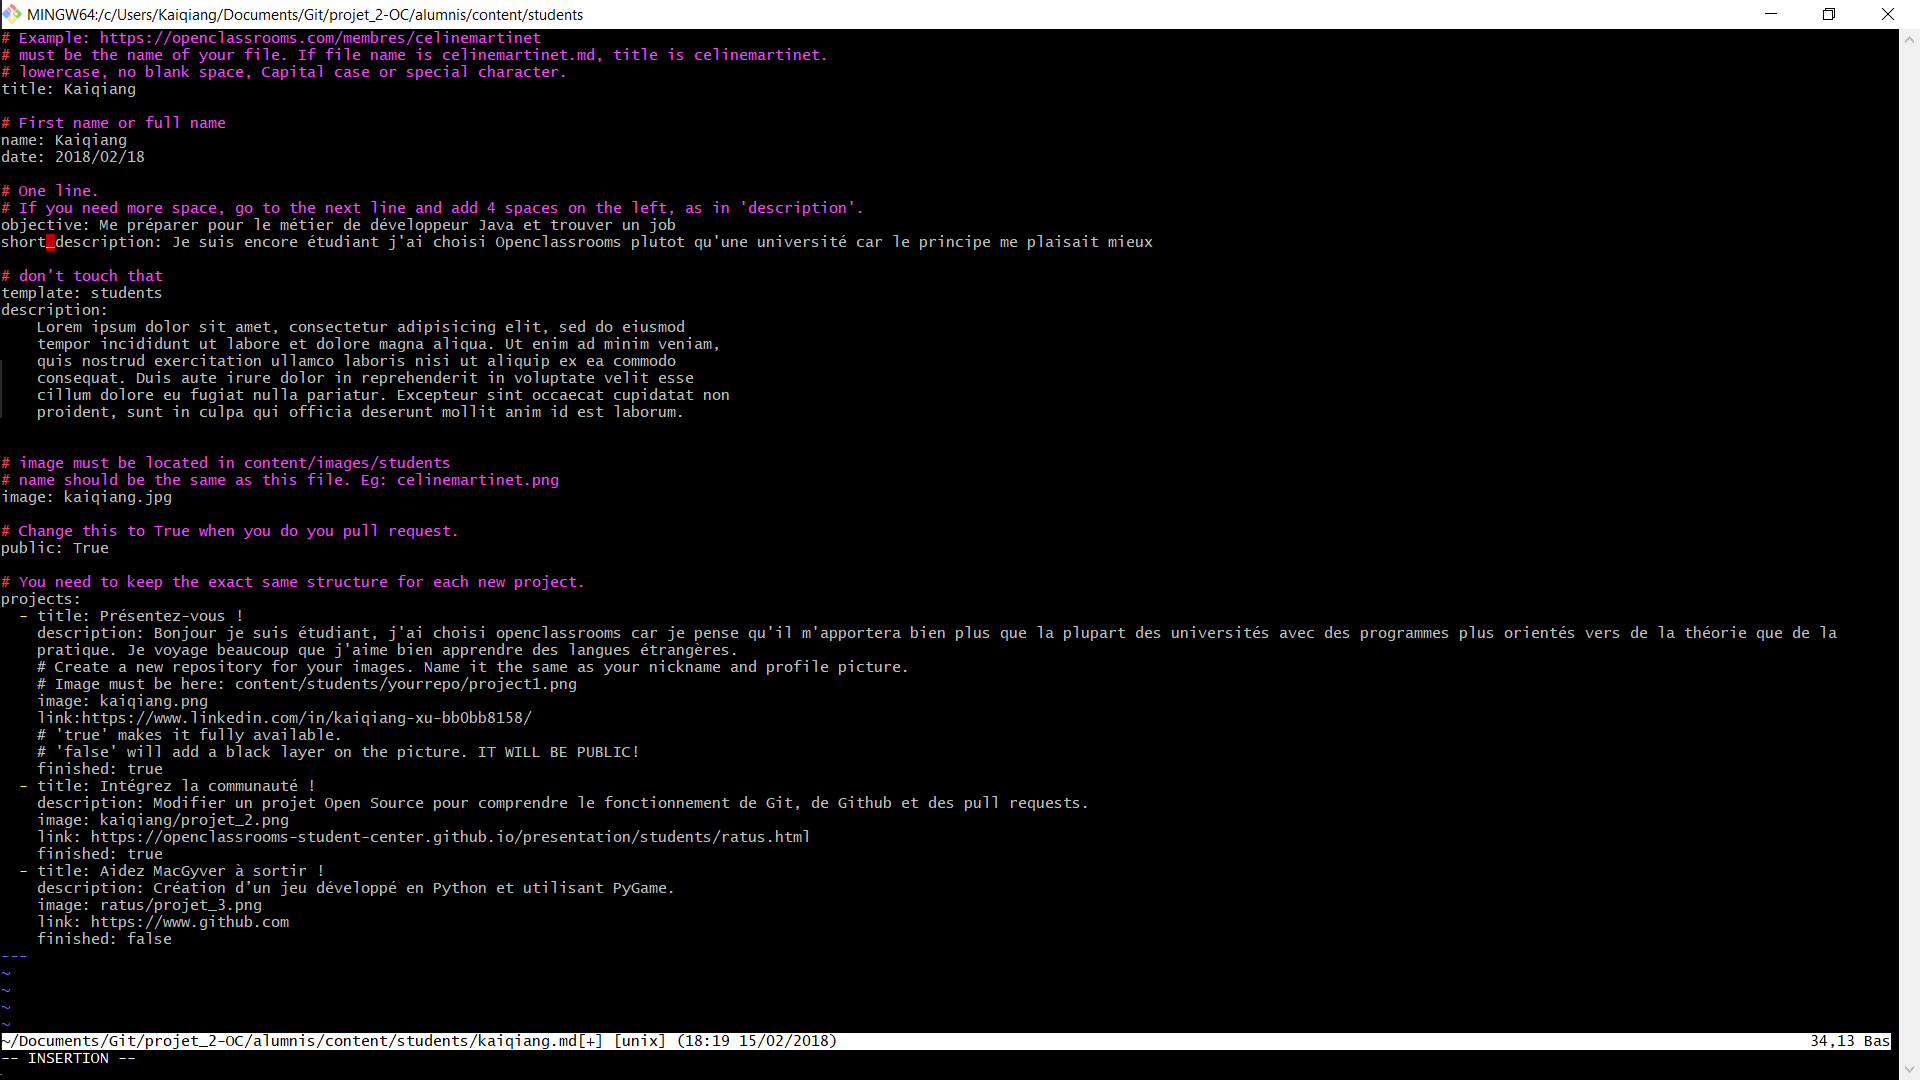 MINGW64:/c/Users/Kaiqiang/Documents/Git/projet_2-OC/alumnis/content/students
# Example: https://openclassrooms.com/membres/celinemartinet
# must be the name of your file. If file name is celinemartinet.md, title is celinemartinet.
# lowercase, no blank space, Capital case or special character.
title: Kaiqiang
# First name or full name
name: Kaiqiang
date: 2018/02/18
# One line.
# If you need more space, go to the next line and add 4 spaces on the left, as in 'description'.
objective: Me préparer pour le métier de développeur Java et trouver un job
short_description: Je suis encore étudiant j'ai choisi Openclassrooms plutot qu'une université car le principe me plaisait mieux
# don't touch that
template: students
description:
    Lorem ipsum dolor sit amet, consectetur adipisicing elit, sed do eiusmod
    tempor incididunt ut labore et dolore magna aliqua. Ut enim ad minim veniam,
    quis nostrud exercitation ullamco laboris nisi ut aliquip ex ea commodo
    consequat. Duis aute irure dolor in reprehenderit in voluptate velit esse
    cillum dolore eu fugiat nulla pariatur. Excepteur sint occaecat cupidatat non
    proident, sunt in culpa qui officia deserunt mollit anim id est laborum.
# image must be located in content/images/students
# name should be the same as this file. Eg: celinemartinet.png
image: kaiqiang.jpg
# Change this to True when you do you pull request.
public: True
# You need to keep the exact same structure for each new project.
projects:
  - title: Présentez-vous !
    description: Bonjour je suis étudiant, j'ai choisi openclassrooms car je pense qu'il m'apportera bien plus que la plupart des universités avec des programmes plus orientés vers de la théorie que de la
    pratique. Je voyage beaucoup que j'aime bien apprendre des langues étrangères.
    # Create a new repository for your images. Name it the same as your nickname and profile picture.
    # Image must be here: content/students/yourrepo/project1.png
    image: kaiqiang.png
    link:https://www.linkedin.com/in/kaiqiang-xu-bb0bb8158/
    # 'true' makes it fully available.
    # 'false' will add a black layer on the picture. IT WILL BE PUBLIC!
    finished: true
  - title: Intégrez la communauté !
    description: Modifier un projet Open Source pour comprendre le fonctionnement de Git, de Github et des pull requests.
    image: kaiqiang/projet_2.png
    link: https://openclassrooms-student-center.github.io/presentation/students/ratus.html
    finished: true
  - title: Aidez MacGyver à sortir !
    description: Création d’un jeu développé en Python et utilisant PyGame.
    image: ratus/projet_3.png
    link: https://www.github.com
    finished: false
---
~
~
~
~
~/Documents/Git/projet_2-OC/alumnis/content/students/kaiqiang.md[+] [unix] (18:19 15/02/2018) 34,13 Bas
-- INSERTION --